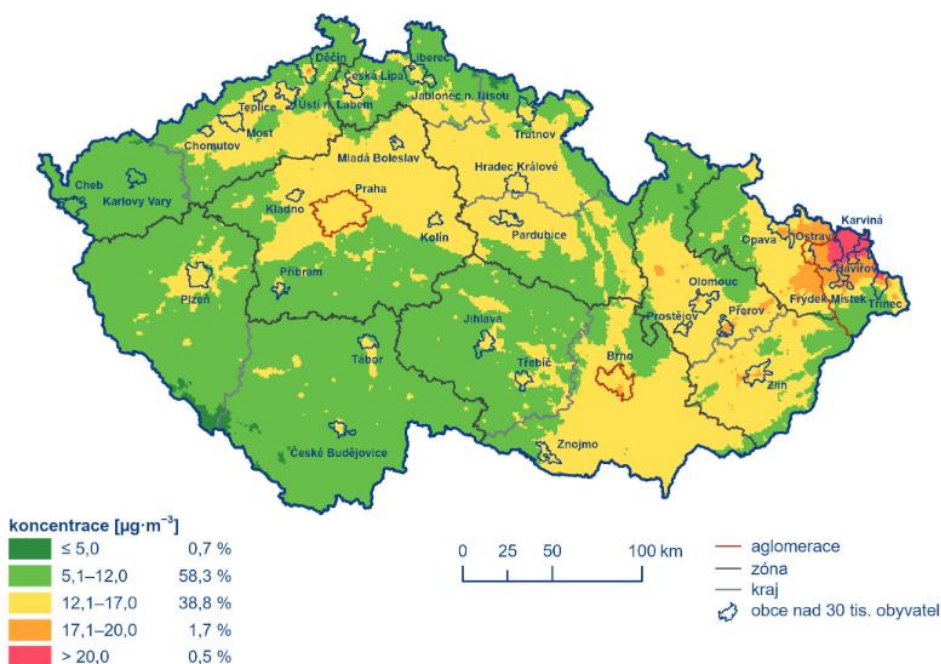 Děčín
Liberec
Česká Lípa
Teplice
Ústí n.
Labem
Jablonec n. Nisou
Most
Trutnov
Chomutov
Mladá Boleslav
Hradec Králové
Cheb
Karlovy Vary
Praha
Kladno
Kolín
Pardubice
Karviná
Opava
Ostrava
Havířov
Plzeň
Příbram
Olomouc
Frýdek Místek
Třinec
Prostějov
Přerov
Jihlava
Tábor
Třebíč
Brno
Zlín
České Budějovice
Znojmo
koncentrace [µg·m⁻³]
≤ 5,0 0,7 %
5,1–12,0 58,3 %
12,1–17,0 38,8 %
17,1–20,0 1,7 %
> 20,0 0,5 %
0 25 50 100 km
aglomerace
zóna
kraj
obce nad 30 tis. obyvatel